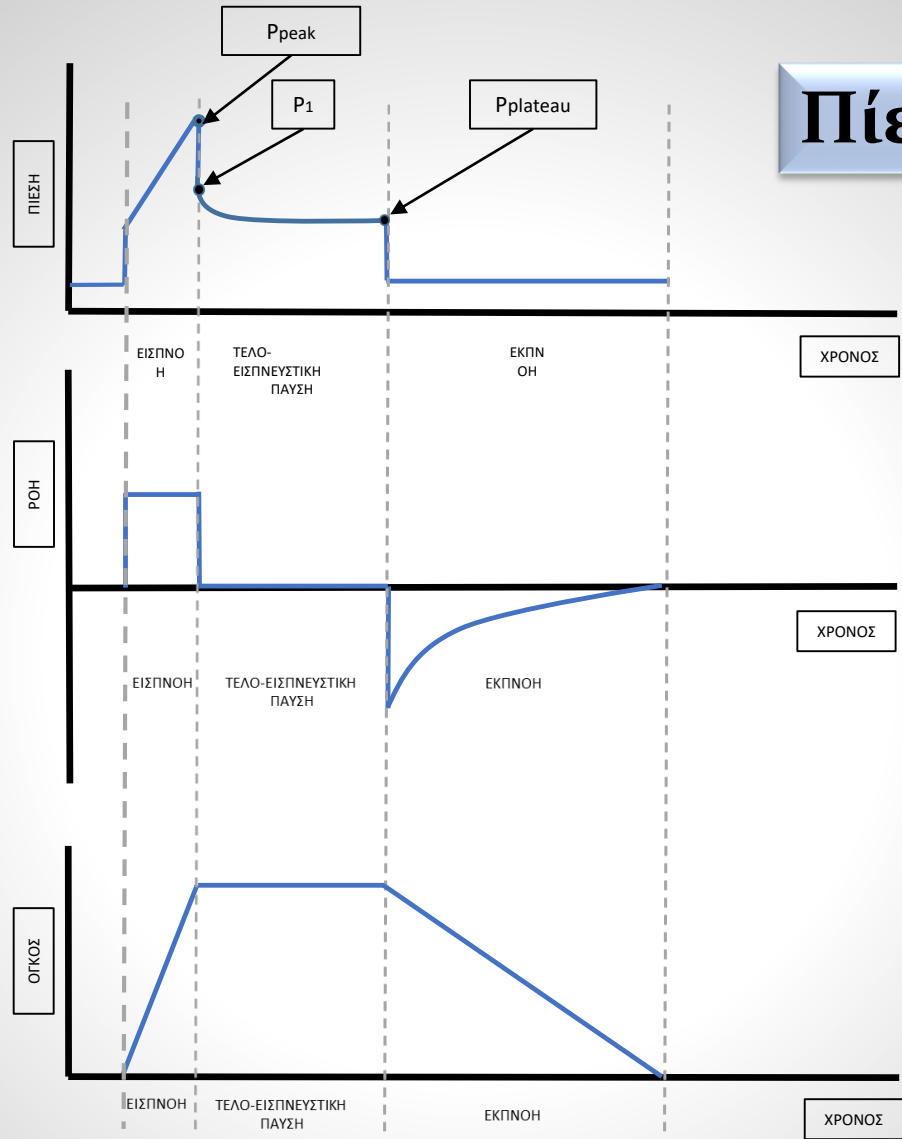 Ppeak
P1
Pplateau
Πίε
ΠΙΕΣΗ
ΕΙΣΠΝΟ
Η
ΤΕΛΟ-
ΕΙΣΠΝΕΥΣΤΙΚΗ
ΠΑΥΣΗ
ΕΚΠΝ
ΟΗ
ΧΡΟΝΟΣ
ΡΟΗ
ΧΡΟΝΟΣ
ΕΙΣΠΝΟΗ
ΤΕΛΟ-ΕΙΣΠΝΕΥΣΤΙΚΗ
ΠΑΥΣΗ
ΕΚΠΝΟΗ
ΟΓΚΟΣ
ΕΙΣΠΝΟΗ
ΤΕΛΟ-ΕΙΣΠΝΕΥΣΤΙΚΗ
ΠΑΥΣΗ
ΕΚΠΝΟΗ
ΧΡΟΝΟΣ